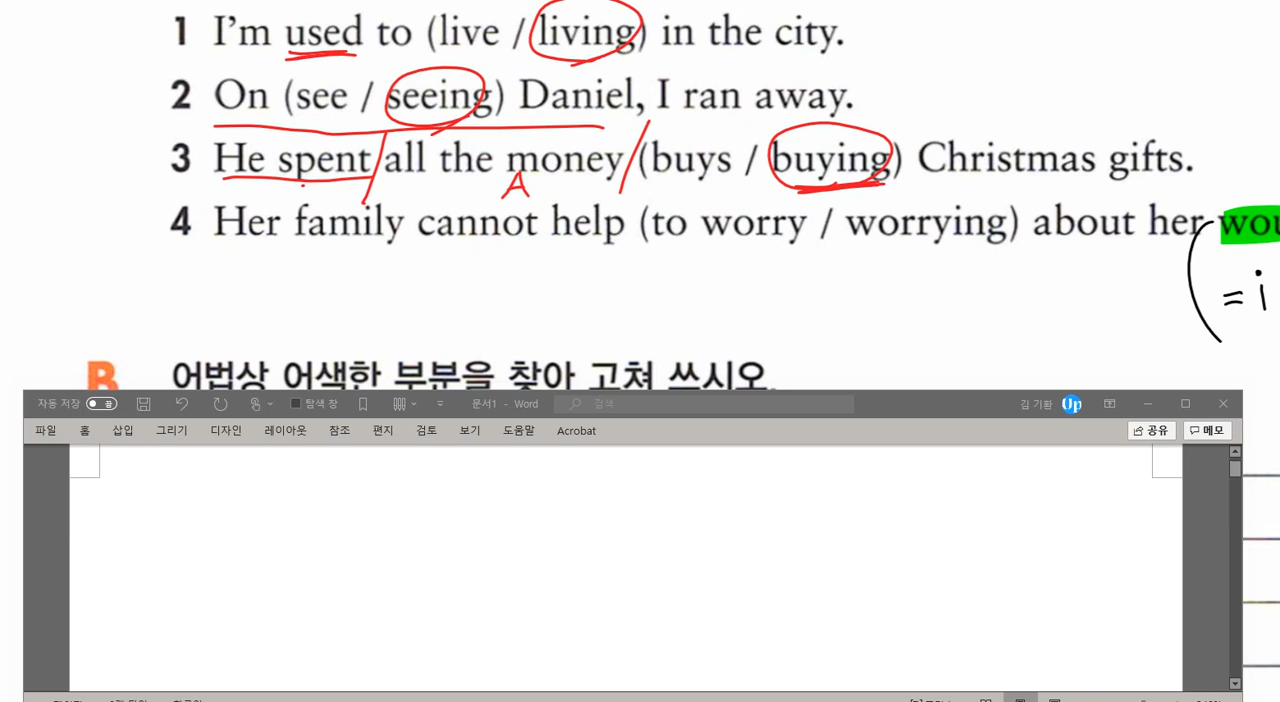 1 I'm used to (live / living) in the city.
2 On (see / seeing) Daniel, I ran away.
3 He spent all the money (buys / buying) Christmas gifts.
A
4 Her family cannot help (to worry / worrying) about her wou
= i
B 어법상 어색한 부분을 찾아 고쳐 쓰시오.
자동 저장 끔 탐색 창 문서1 - Word 검색 김 기환
파일 홈 삽입 그리기 디자인 레이아웃 참조 편지 검토 보기 도움말 Acrobat 공유 메모